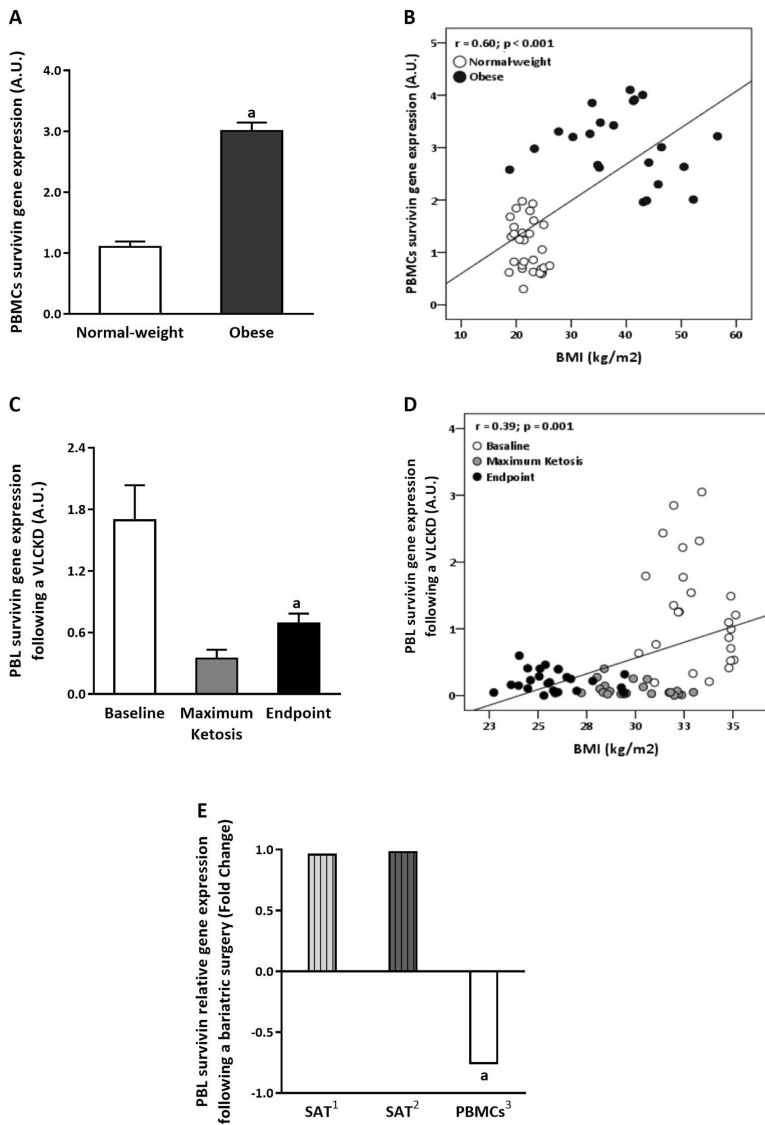 A
PBMCs survivin gene expression (A.U.)
4.0
3.0
2.0
1.0
0.0
a
Normal-weight
Obese
B
PBMCs survivin gene expression (A.U.)
5
4
3
2
1
0
r = 0.60; p < 0.001
Normal-weight
Obese
10 20 30 40 50 60
BMI (kg/m2)
C
PBL survivin gene expression
following a VLCKD (A.U.)
2.4
1.8
1.2
0.6
0.0
a
Baseline
Maximum
Ketosis
Endpoint
D
PBL survivin gene expression
following a VLCKD (A.U.)
4
3
2
1
0
r = 0.39; p = 0.001
Baseline
Maximum Ketosis
Endpoint
23 25 28 30 33 35
BMI (kg/m2)
E
PBL survivin relative gene expression
following a bariatric surgery (Fold Change)
1.0
0.5
0.0
-0.5
-1.0
a
SAT¹ SAT² PBMCs³